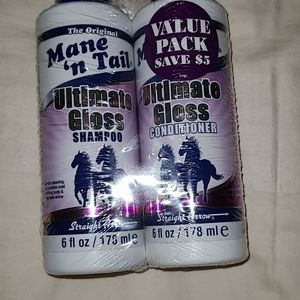 The Original
Mane
'n Tail
Ultimate
Gloss
SHAMPOO
Straight Arrow
6 fl oz / 178 ml e
VALUE
PACK
SAVE $5
Ultimate
Gloss
CONDITIONER
Straight Arrow
6 fl oz / 178 ml e